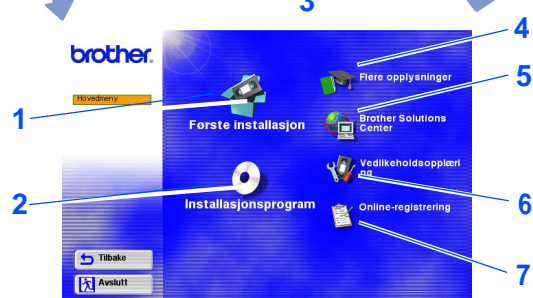 3
4
brother.
Flere opplysninger
5
Hovedmeny
1
Første installasjon
Brother Solutions
Center
Vedlikeholdsopplæri
ng
2
Installasjonsprogram
6
Online-registrering
Tilbake
7
Avslutt